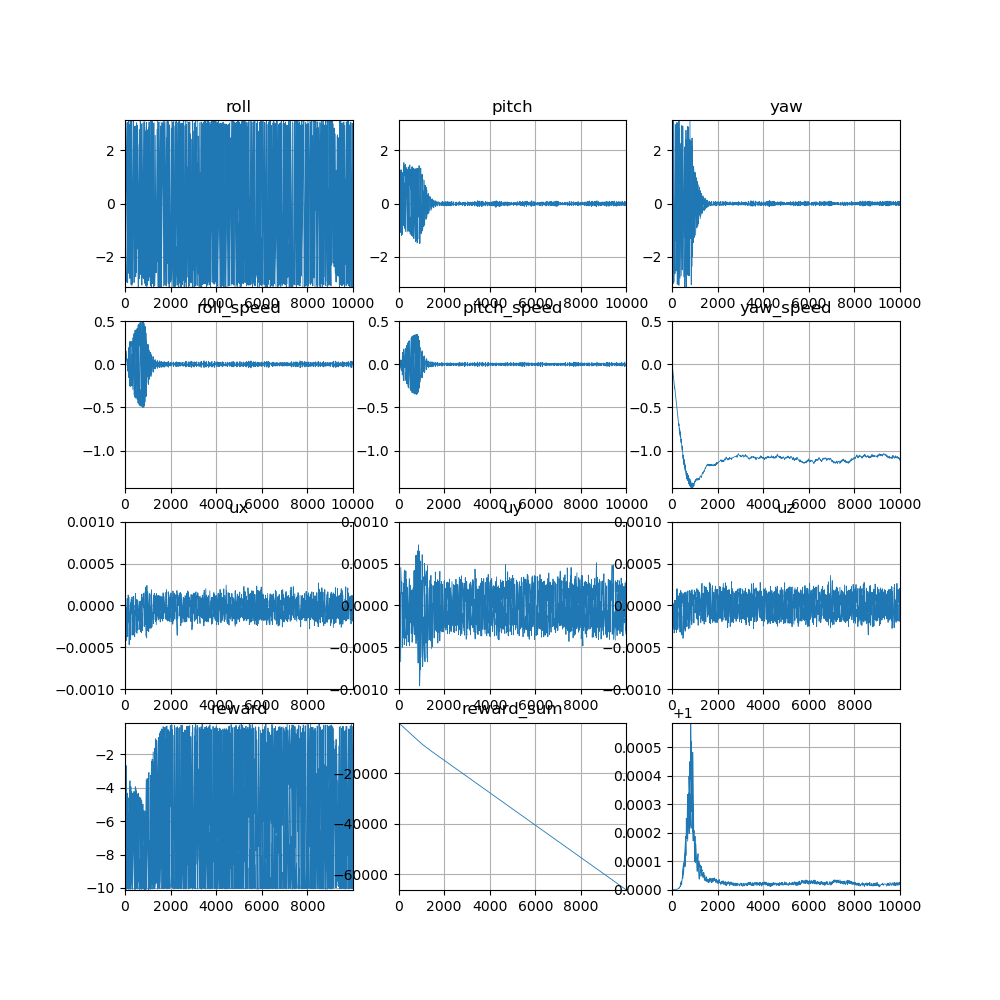 roll pitch yaw
2 2 2
0 0 0
−2 −2 −2
0 2000 4000 6000 8000 10000 0 2000 4000 6000 8000 10000 0 2000 4000 6000 8000 10000
roll_speed pitch_speed yaw_speed
0.5 0.5 0.5
0.0 0.0 0.0
−0.5 −0.5 −0.5
−1.0 −1.0 −1.0
0 2000 4000 6000 8000 10000 0 2000 4000 6000 8000 10000 0 2000 4000 6000 8000 10000
ux uy uz
0.0010 0.0010 0.0010
0.0005 0.0005 0.0005
0.0000 0.0000 0.0000
−0.0005 −0.0005 −0.0005
−0.0010 −0.0010 −0.0010
0 2000 4000 6000 8000 0 2000 4000 6000 8000 0 2000 4000 6000 8000
reward reward_sum +1
−2 −20000 0.0005
−4 −40000 0.0004
−6 −60000 0.0003
−8 0.0002
−10 0.0001
0.0000
0 2000 4000 6000 8000 0 2000 4000 6000 8000 0 2000 4000 6000 8000 10000